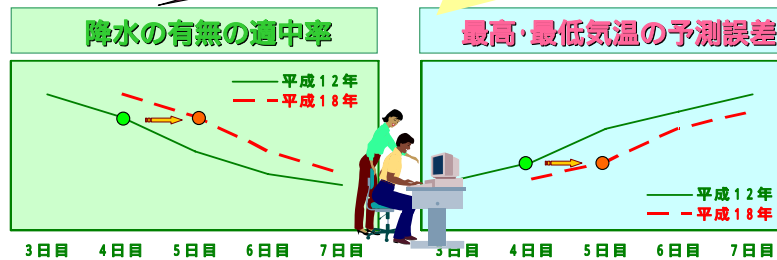 降水の有無の適中率
平成12年
平成18年
3日目 4日目 5日目 6日目 7日目
最高･最低気温の予測誤差
平成12年
平成18年
3日目 4日目 5日目 6日目 7日目